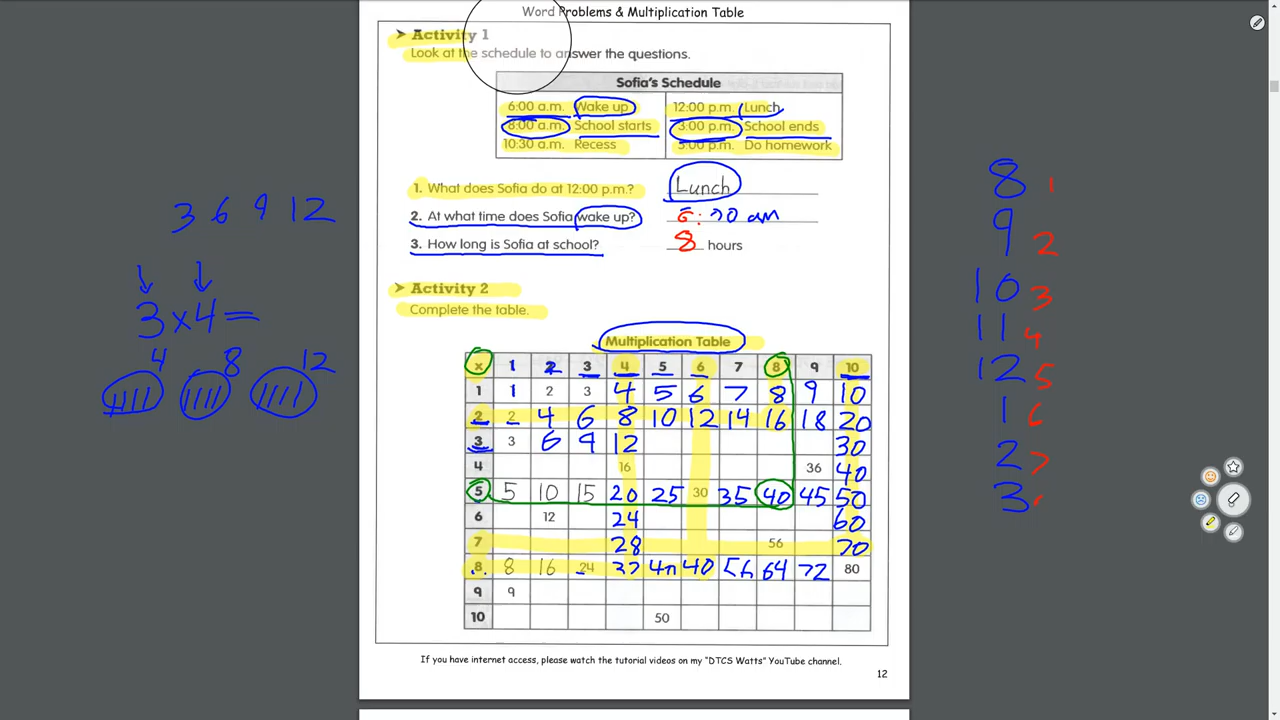 Word Problems & Multiplication Table
➤ Activity 1
Look at the schedule to answer the questions.
Sofia's Schedule
6:00 a.m. Wake up 12:00 p.m. Lunch
8:00 a.m. School starts 3:00 p.m. School ends
10:30 a.m. Recess 5:00 p.m. Do homework
1. What does Sofia do at 12:00 p.m.? Lunch
2. At what time does Sofia wake up? am
3. How long is Sofia at school? 8 hours
➤ Activity 2
Complete the table.
Multiplication Table
x 1 2 3 4 5 6 7 8 9 10
1 1 2 3 4 5 6 7 8 9 10
2 2 4 6 8 10 12 14 16 18 20
3 3 6 9 12 30
4 16 36 40
5 5 10 15 20 25 30 35 40 45 50
6 12 24 60
7 28 56 70
8 8 16 24 40 64 72 80
9 9
10 50
If you have internet access, please watch the tutorial videos on my "DTCS Watts" YouTube channel.
12
3 6 9 12
3x4=
4 8 12
8 1
9 2
10 3
11 4
12 5
1 6
2
3